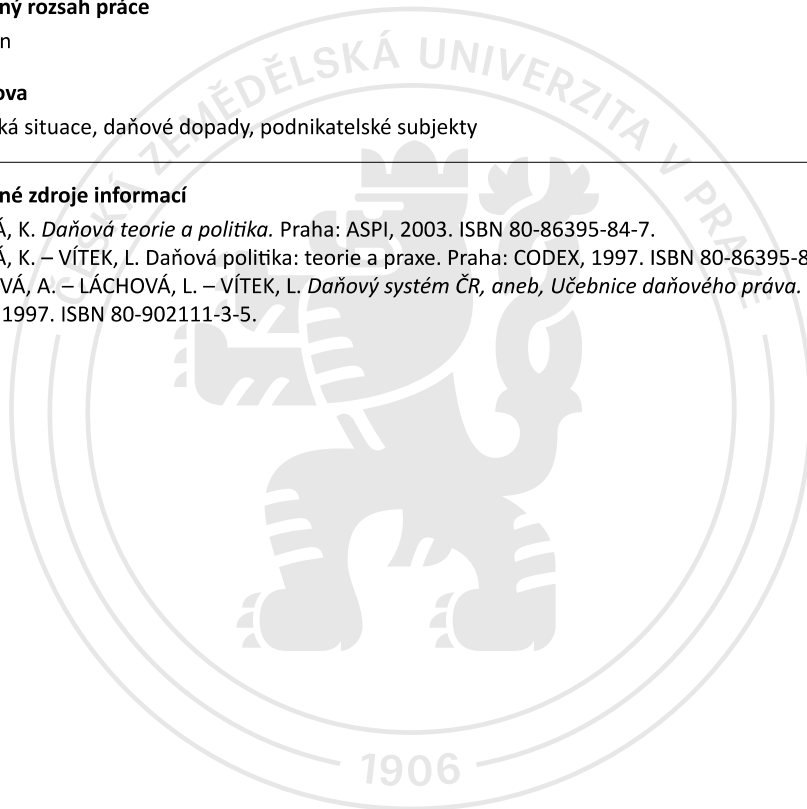 ný rozsah práce
n
ova
ká situace, daňové dopady, podnikatelské subjekty
né zdroje informací
Á, K. Daňová teorie a politika. Praha: ASPI, 2003. ISBN 80-86395-84-7.
Á, K. – VÍTEK, L. Daňová politika: teorie a praxe. Praha: CODEX, 1997. ISBN 80-86395-8
VÁ, A. – LÁCHOVÁ, L. – VÍTEK, L. Daňový systém ČR, aneb, Učebnice daňového práva.
1997. ISBN 80-902111-3-5.
ČESKÁ ZEMĚDĚLSKÁ UNIVERZITA V PRAZE
1906